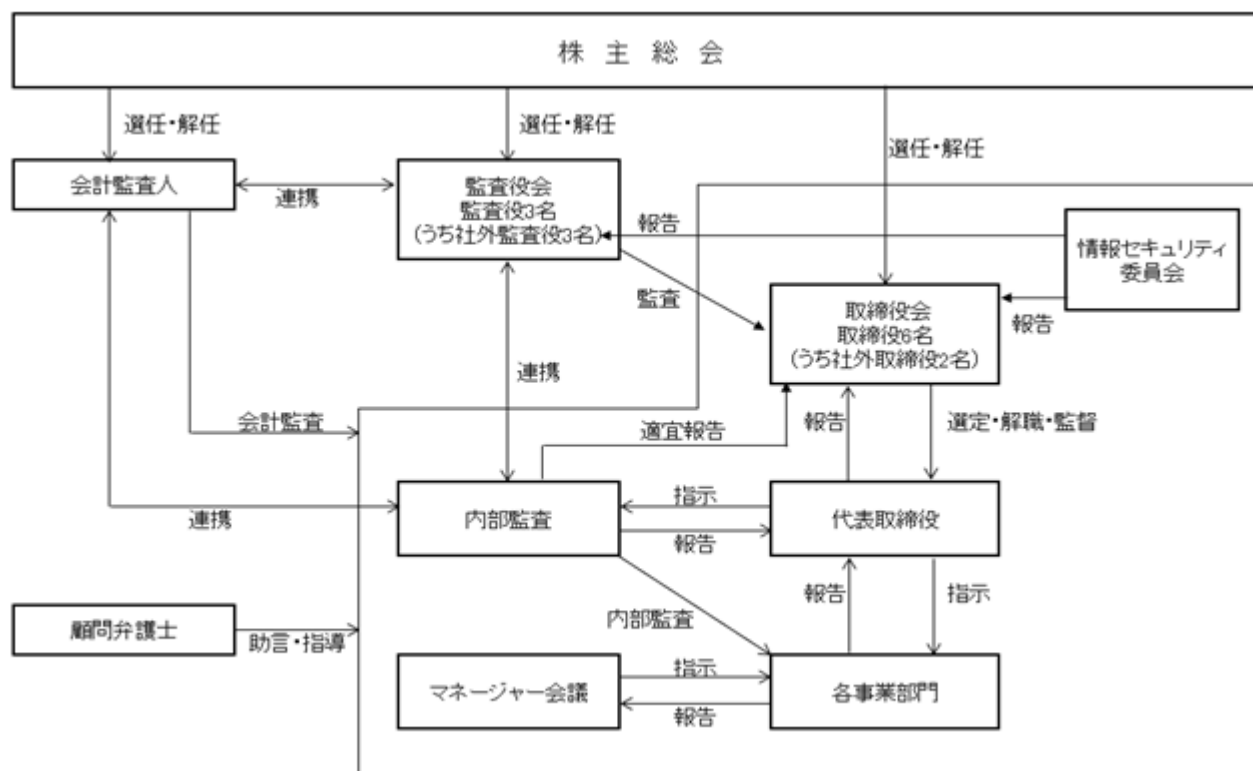 株主総会
選任・解任
選任・解任
選任・解任
会計監査人
連携
監査役会
監査役3名
(うち社外監査役3名)
報告
情報セキュリティ
委員会
監査
報告
取締役会
取締役6名
(うち社外取締役2名)
連携
会計監査
適宜報告
報告
選定・解職・監督
連携
内部監査
指示
報告
代表取締役
報告
指示
内部監査
顧問弁護士
助言・指導
マネージャー会議
指示
報告
各事業部門